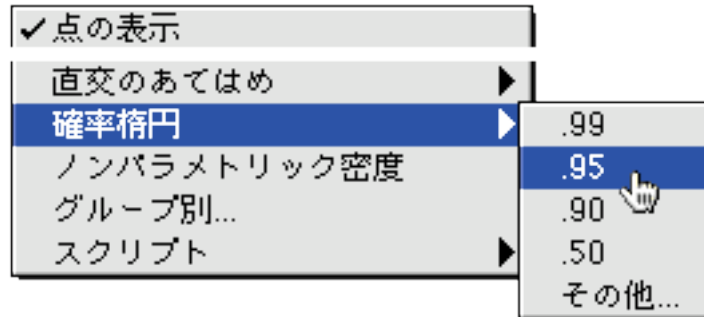 ✓点の表示
直交のあてはめ
確率楕円
ノンパラメトリック密度
グループ別...
スクリプト
.99
.95
.90
.50
その他...